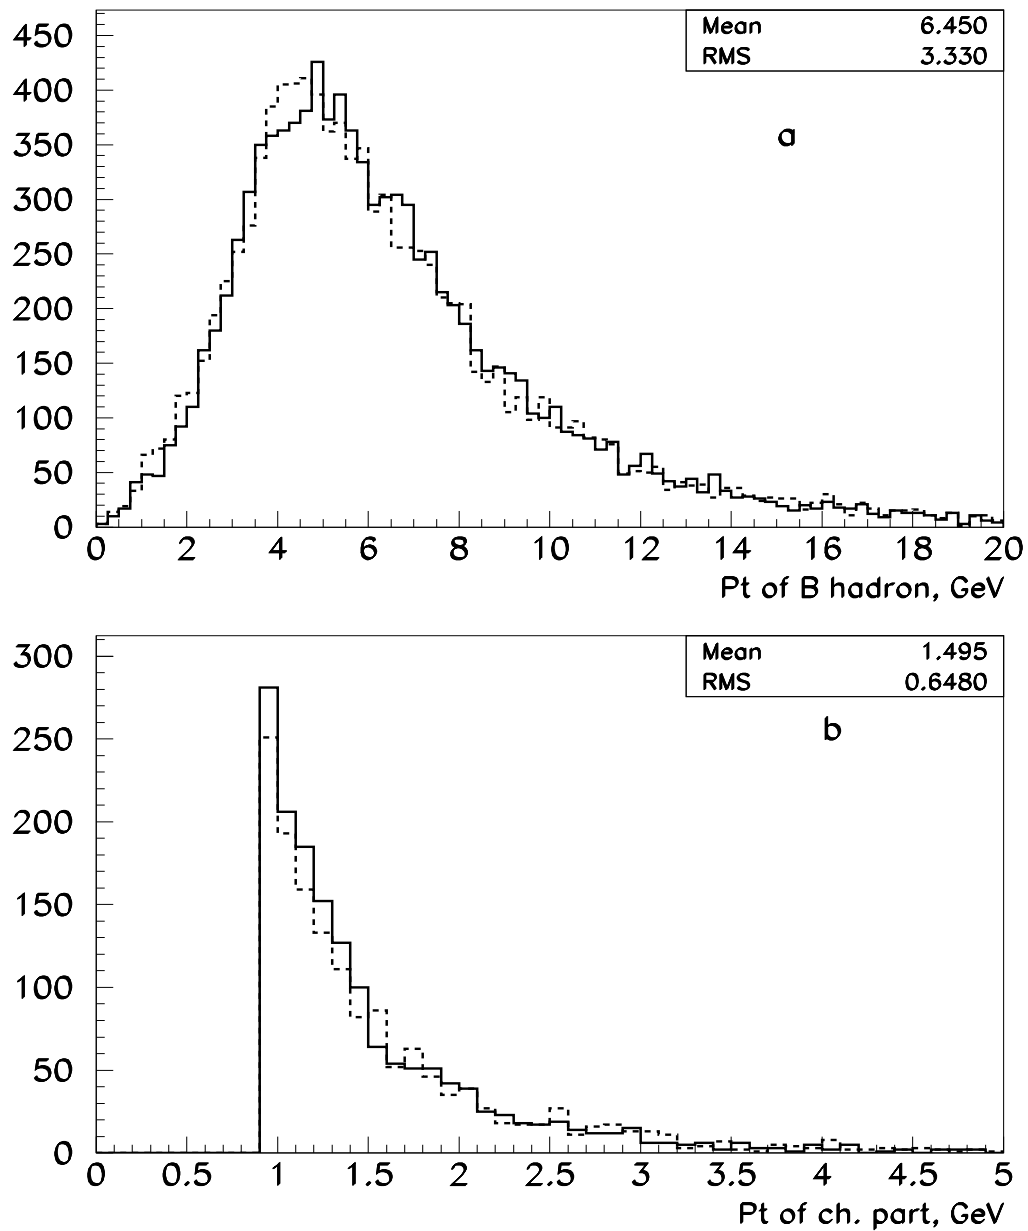 Mean 6.450
RMS 3.330
a
450
400
350
300
250
200
150
100
50
0
0 2 4 6 8 10 12 14 16 18 20
Pt of B hadron, GeV
Mean 1.495
RMS 0.6480
b
300
250
200
150
100
50
0
0 0.5 1 1.5 2 2.5 3 3.5 4 4.5 5
Pt of ch. part, GeV